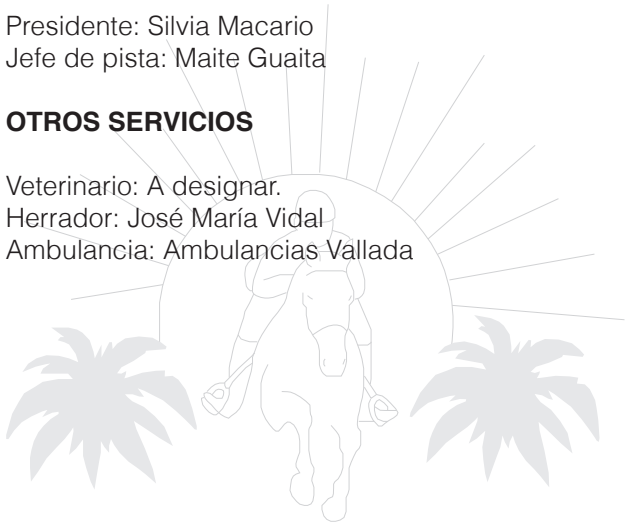 Presidente: Silvia Macario
Jefe de pista: Maite Guaita
OTROS SERVICIOS
Veterinario: A designar.
Herrador: José María Vidal
Ambulancia: Ambulancias Vallada